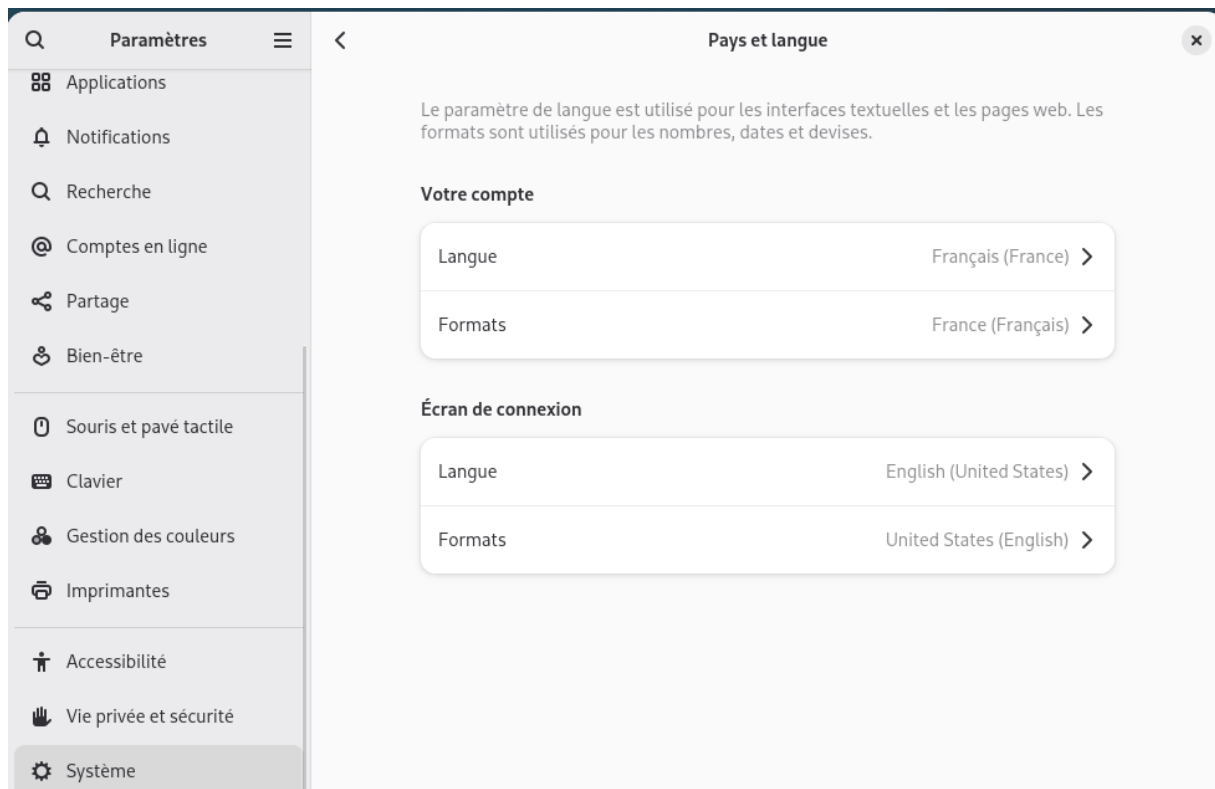 Paramètres
Applications
Notifications
Recherche
Comptes en ligne
Partage
Bien-être
Souris et pavé tactile
Clavier
Gestion des couleurs
Imprimantes
Accessibilité
Vie privée et sécurité
Système
Pays et langue
Le paramètre de langue est utilisé pour les interfaces textuelles et les pages web. Les
formats sont utilisés pour les nombres, dates et devises.
Votre compte
Langue Français (France)
Formats France (Français)
Écran de connexion
Langue English (United States)
Formats United States (English)